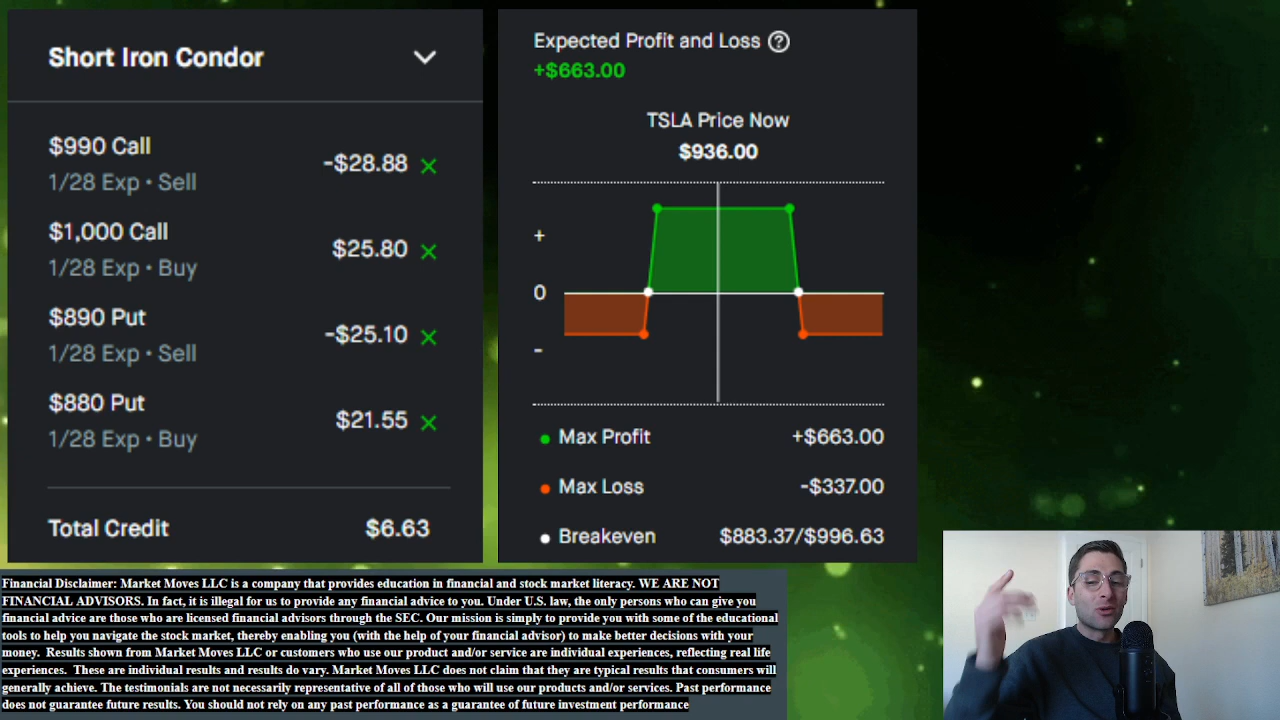 Short Iron Condor
$990 Call
-$28.88
1/28 Exp • Sell
$1,000 Call
$25.80
1/28 Exp • Buy
$890 Put
-$25.10
1/28 Exp • Sell
$880 Put
$21.55
1/28 Exp • Buy
Total Credit $6.63
Expected Profit and Loss ?
+$663.00
TSLA Price Now
$936.00
+
0
-
Max Profit +$663.00
Max Loss -$337.00
Breakeven $883.37/$996.63
Financial Disclaimer: Market Moves LLC is a company that provides education in financial and stock market literacy. WE ARE NOT
FINANCIAL ADVISORS. In fact, it is illegal for us to provide any financial advice to you. Under U.S. law, the only persons who can give you
financial advice are those who are licensed financial advisors through the SEC. Our mission is simply to provide you with some of the educational
tools to help you navigate the stock market, thereby enabling you (with the help of your financial advisor) to make better decisions with your
money. Results shown from Market Moves LLC or customers who use our product and/or service are individual experiences, reflecting real life
experiences. These are individual results and results do vary. Market Moves LLC does not claim that they are typical results that consumers will
generally achieve. The testimonials are not necessarily representative of all of those who will use our products and/or services. Past performance
does not guarantee future results. You should not rely on any past performance as a guarantee of future investment performance